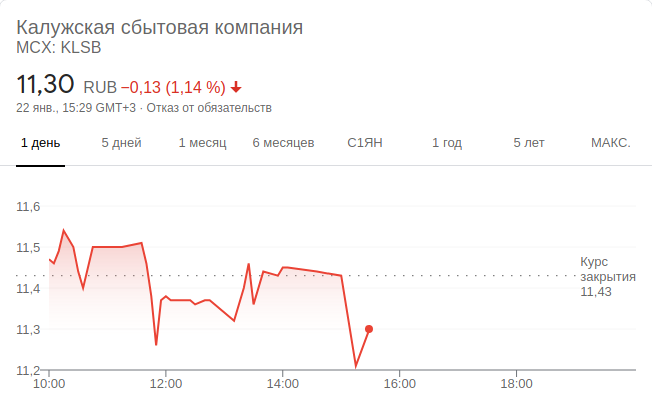 Калужская сбытовая компания
MCX: KLSB
11,30 RUB −0,13 (1,14 %)
22 янв., 15:29 GMT+3 · Отказ от обязательств
1 день 5 дней 1 месяц 6 месяцев С1ЯН 1 год 5 лет МАКС.
11,6
11,5
11,4
11,3
11,2
Курс
закрытия
11,43
10:00 12:00 14:00 16:00 18:00